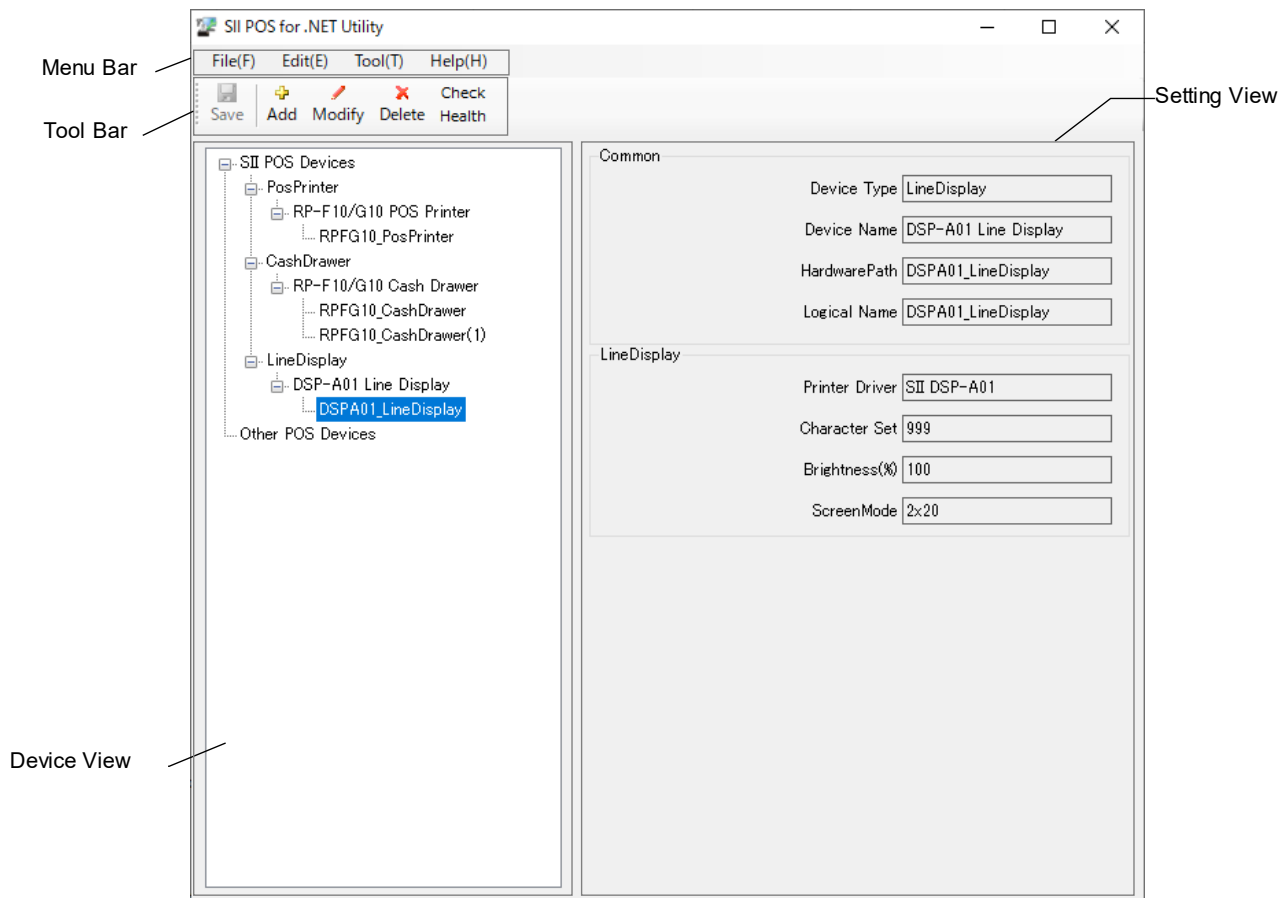 SII POS for .NET Utility
Menu Bar
File(F) Edit(E) Tool(T) Help(H)
Tool Bar
Save Add Modify Delete Check Health
Setting View
SII POS Devices
PosPrinter
RP-F10/G10 POS Printer
RPFG10_PosPrinter
CashDrawer
RP-F10/G10 Cash Drawer
RPFG10_CashDrawer
RPFG10_CashDrawer(1)
LineDisplay
DSP-A01 Line Display
DSPA01_LineDisplay
Other POS Devices
Device View
Common
Device Type LineDisplay
Device Name DSP-A01 Line Display
HardwarePath DSPA01_LineDisplay
Logical Name DSPA01_LineDisplay
LineDisplay
Printer Driver SII DSP-A01
Character Set 999
Brightness(%) 100
ScreenMode 2x20